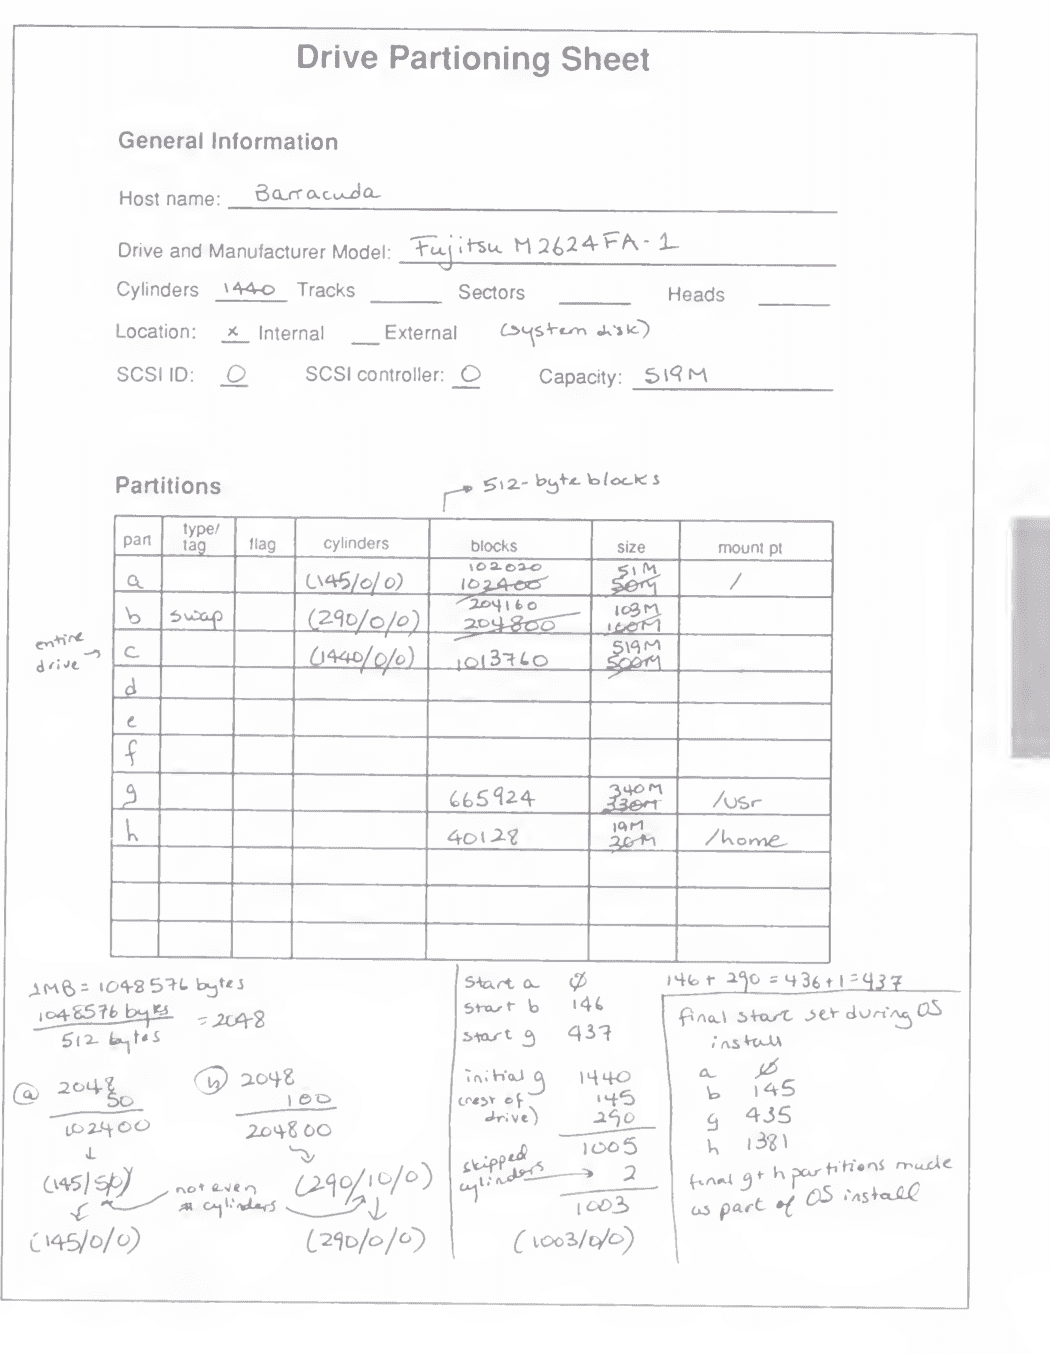 Drive Partioning Sheet
General Information
Host name: Barracuda
Drive and Manufacturer Model: Fujitsu M2624FA-1
Cylinders 1440 Tracks Sectors Heads
Location: x Internal External (system disk)
SCSI ID: 0 SCSI controller: 0 Capacity: 519M
Partitions
512-byte blocks
part type/tag flag cylinders blocks size mount pt
102020 51M
a (145/0/0) 102400 50M /
204160 103M
b swap (290/0/0) 204800 100M
519M
c (1440/0/0) 1013760 500M
entire
drive →
d
e
f
340M
g 665924 330M /usr
19M
h 40128 20M /home
1MB = 1048576 bytes
1048576 bytes
512 bytes
= 2048
ⓐ 2048
50
102400
↓
(145/50)
(145/0/0)
ⓑ 2048
100
204800
(290/10/0)
(290/0/0)
not even
# cylinders
start a Ø
start b 146
start g 437
initial g 1440
(rest of 145
drive) 290
1005
skipped
cylinders → 2
1003
(1003/0/0)
146 + 290 = 436 + 1 = 437
final start set during OS
install
a Ø
b 145
g 435
h 1381
final g + h partitions made
as part of OS install